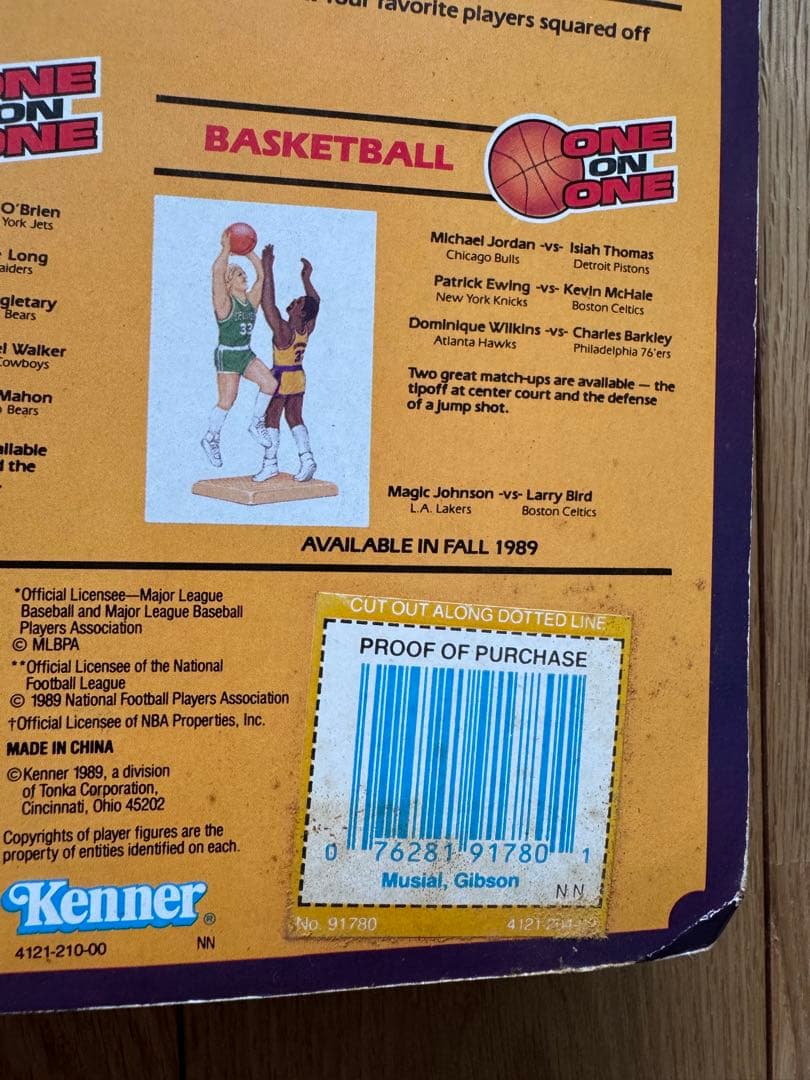 favorite players squared off
ONE
ON
ONE
BASKETBALL
ONE
ON
ONE
O'Brien
York Jets
Long
aiders
gletary
Bears
el Walker
Cowboys
Mahon
Bears
ailable
d the
CELTICS
33
Michael Jordan -vs- Isiah Thomas
Chicago Bulls Detroit Pistons
Patrick Ewing -vs- Kevin McHale
New York Knicks Boston Celtics
Dominique Wilkins -vs- Charles Barkley
Atlanta Hawks Philadelphia 76'ers
Two great match-ups are available — the
tipoff at center court and the defense
of a jump shot.
Magic Johnson -vs- Larry Bird
L.A. Lakers Boston Celtics
AVAILABLE IN FALL 1989
*Official Licensee—Major League
Baseball and Major League Baseball
Players Association
© MLBPA
**Official Licensee of the National
Football League
© 1989 National Football Players Association
†Official Licensee of NBA Properties, Inc.
MADE IN CHINA
©Kenner 1989, a division
of Tonka Corporation,
Cincinnati, Ohio 45202
Copyrights of player figures are the
property of entities identified on each.
Kenner®
4121-210-00 NN
CUT OUT ALONG DOTTED LINE
PROOF OF PURCHASE
0 76281 91780 1
Musial, Gibson
NN
No. 91780